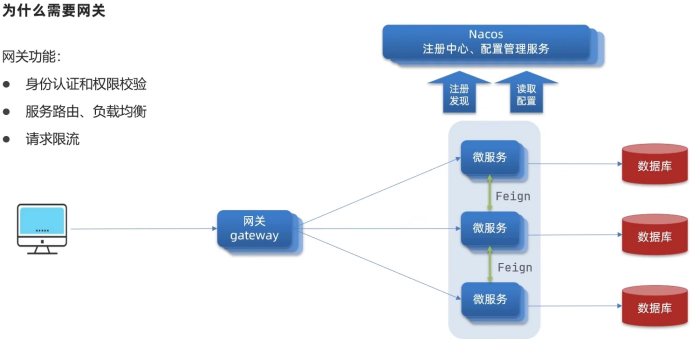 为什么需要网关
网关功能：
● 身份认证和权限校验
● 服务路由、负载均衡
● 请求限流
Nacos
注册中心、配置管理服务
注册
发现
读取
配置
微服务
数据库
Feign
网关
gateway
微服务
数据库
Feign
微服务
数据库